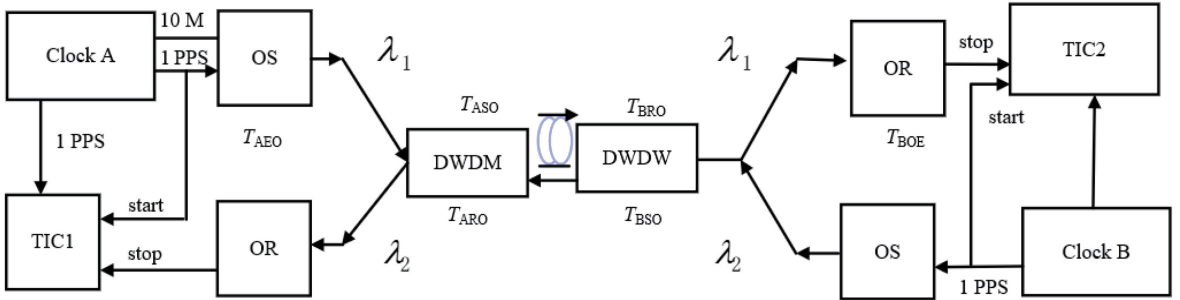 10 M
Clock A
1 PPS
OS
λ1
λ1
OR
stop
TIC2
start
1 PPS
TAEO
TASO
TBRO
TBOE
DWDM
DWDW
TIC1
start
stop
OR
TARO
TBSO
λ2
λ2
OS
Clock B
1 PPS